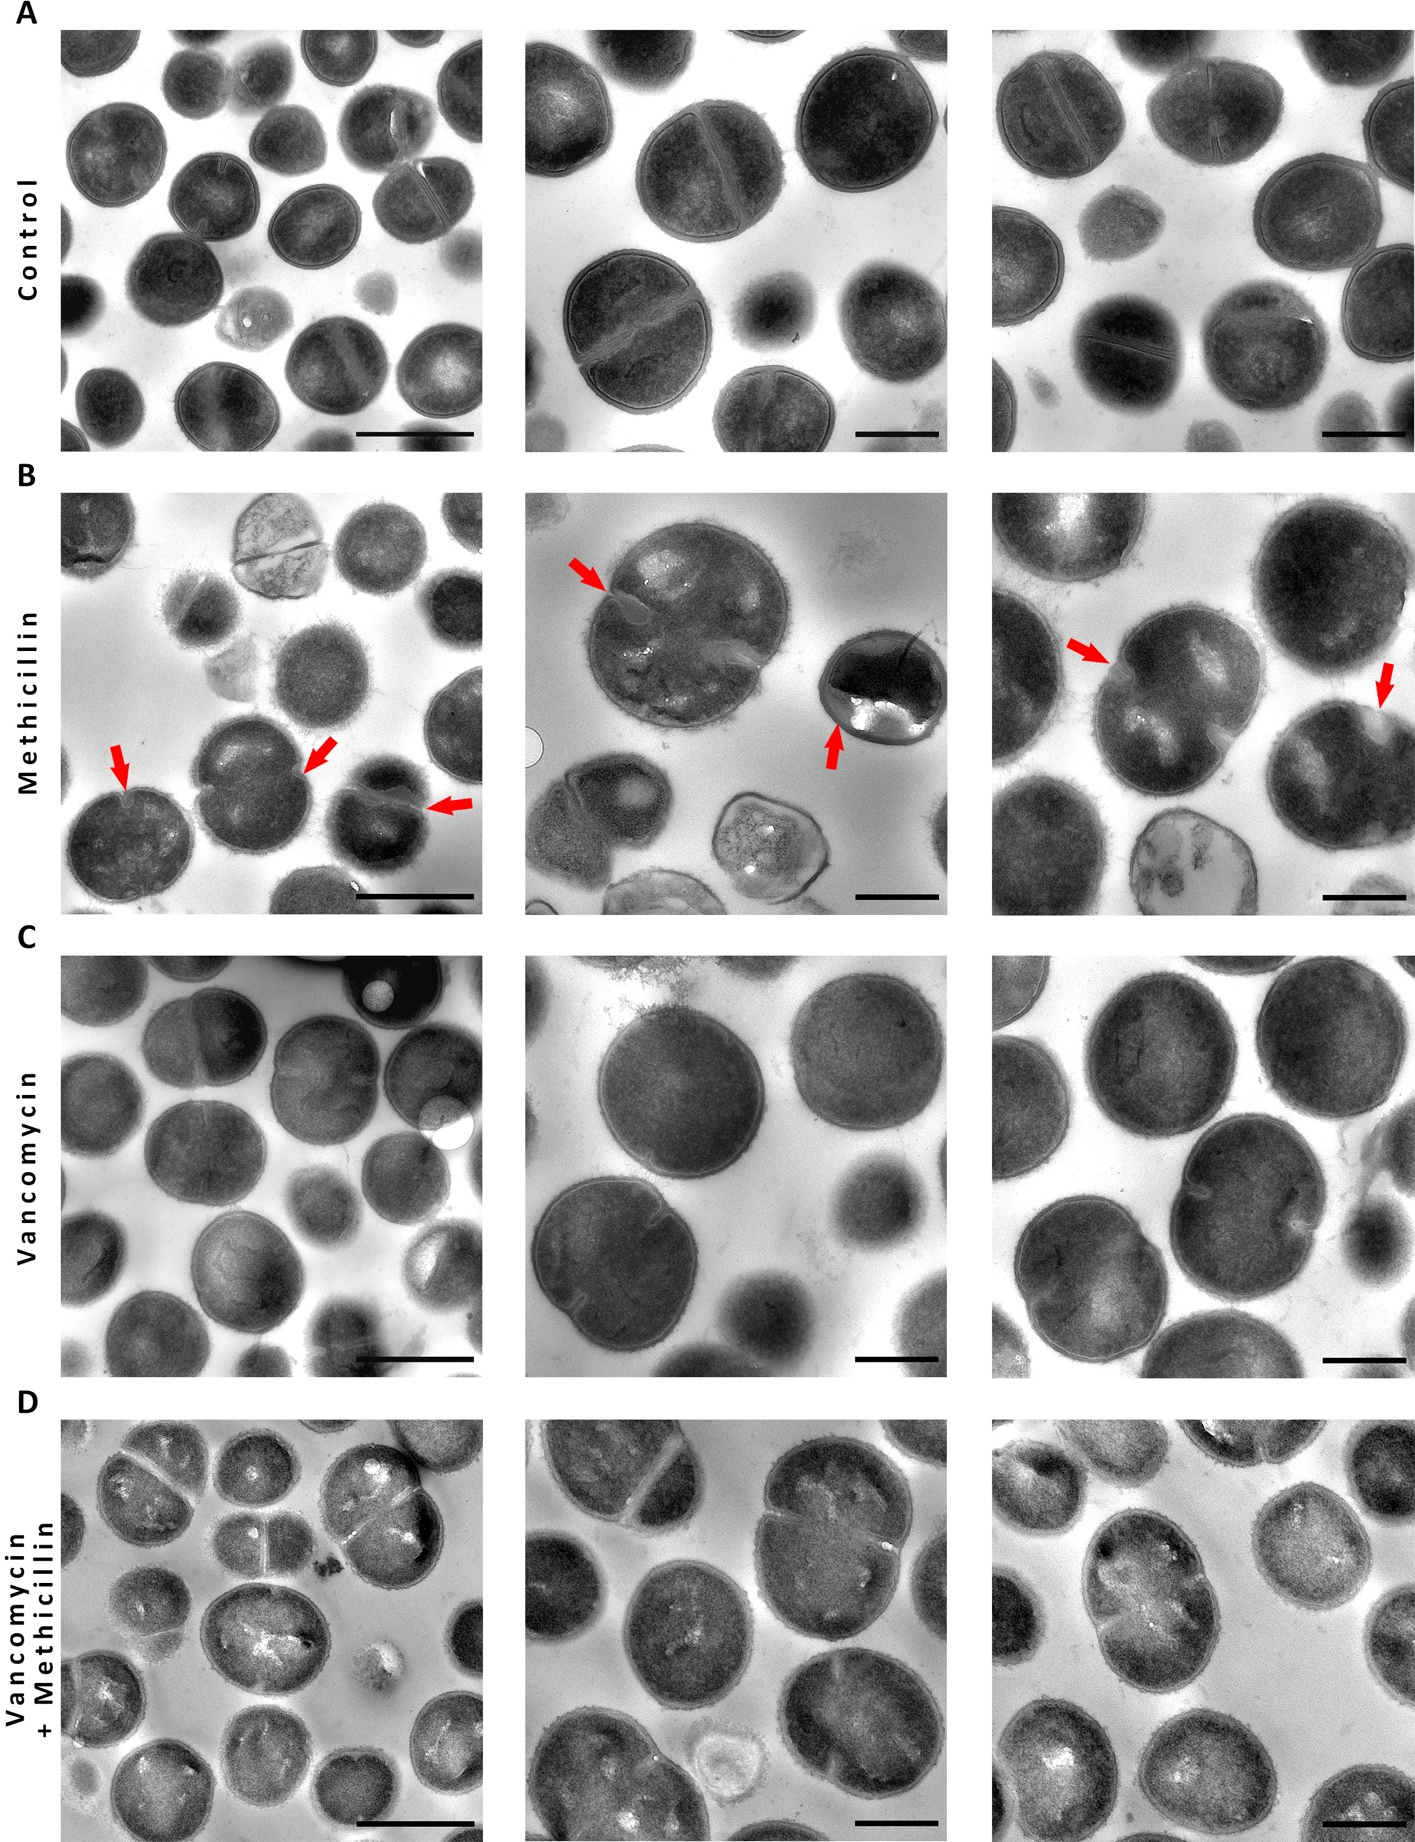 A
Control
B
Methicillin
C
Vancomycin
D
Vancomycin
+ Methicillin